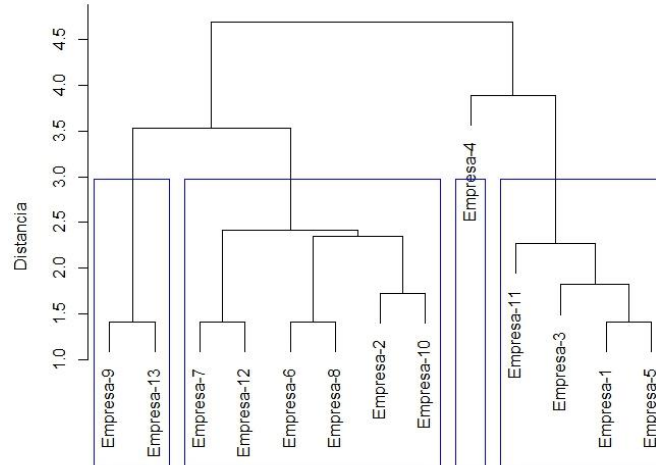 Distancia
4.5
4.0
3.5
3.0
2.5
2.0
1.5
1.0
Empresa-9
Empresa-13
Empresa-7
Empresa-12
Empresa-6
Empresa-8
Empresa-2
Empresa-10
Empresa-4
Empresa-11
Empresa-3
Empresa-1
Empresa-5